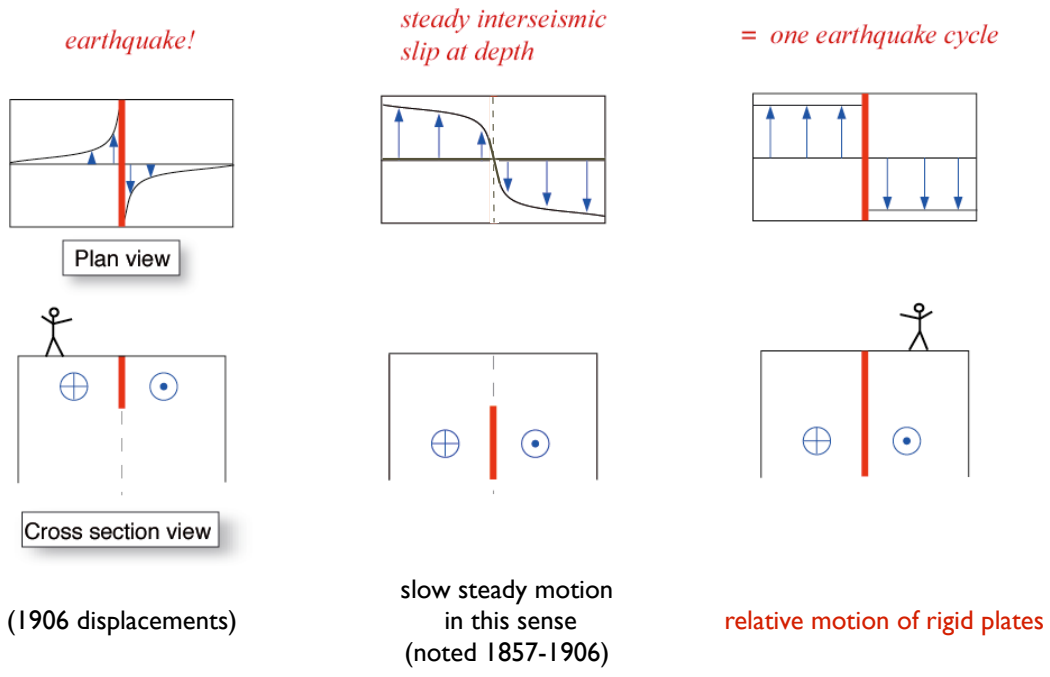 earthquake!
steady interseismic
slip at depth
= one earthquake cycle
Plan view
Cross section view
(1906 displacements)
slow steady motion
in this sense
(noted 1857-1906)
relative motion of rigid plates